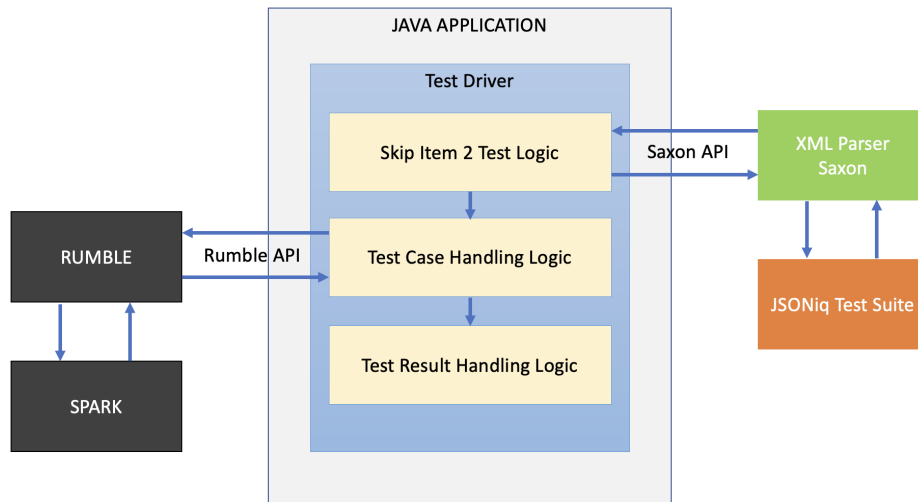 JAVA APPLICATION
Test Driver
Skip Item 2 Test Logic
Saxon API
XML Parser
Saxon
RUMBLE
Rumble API
Test Case Handling Logic
JSONiq Test Suite
Test Result Handling Logic
SPARK